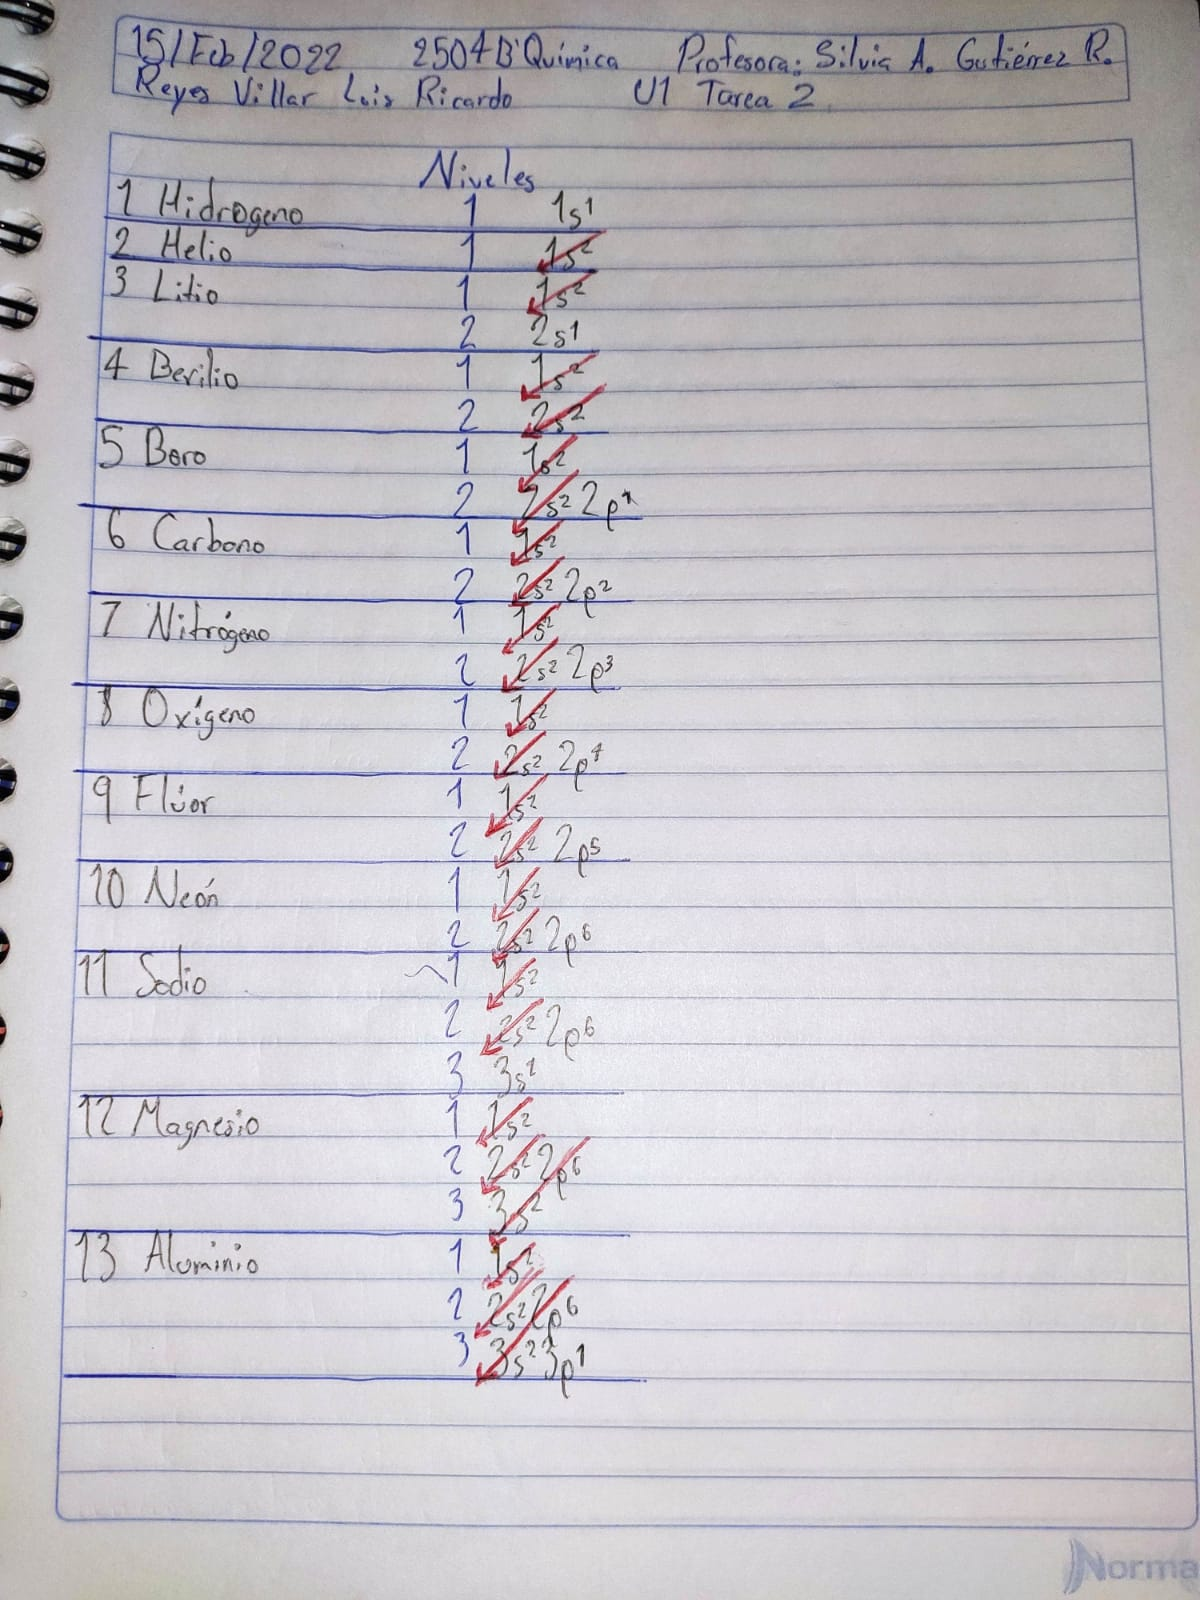 15/Feb/2022 2504B Química Profesora: Silvia A. Gutiérrez R.
Reyes Villar Luis Ricardo U1 Tarea 2
Niveles
1 Hidrogeno 1 1s¹
2 Helio 1 1s²
3 Litio 1 1s²
2 2s¹
4 Berilio 1 1s²
2 2s²
5 Boro 1 1s²
2 2s² 2p¹
6 Carbono 1 1s²
2 2s² 2p²
7 Nitrógeno 1 1s²
2 2s² 2p³
8 Oxígeno 1 1s²
2 2s² 2p⁴
9 Flúor 1 1s²
2 2s² 2p⁵
10 Neón 1 1s²
2 2s² 2p⁶
11 Sodio 1 1s²
2 2s² 2p⁶
3 3s¹
12 Magnesio 1 1s²
2 2s² 2p⁶
3 3s²
13 Aluminio 1 1s²
2 2s² 2p⁶
3 3s² 3p¹
Norma